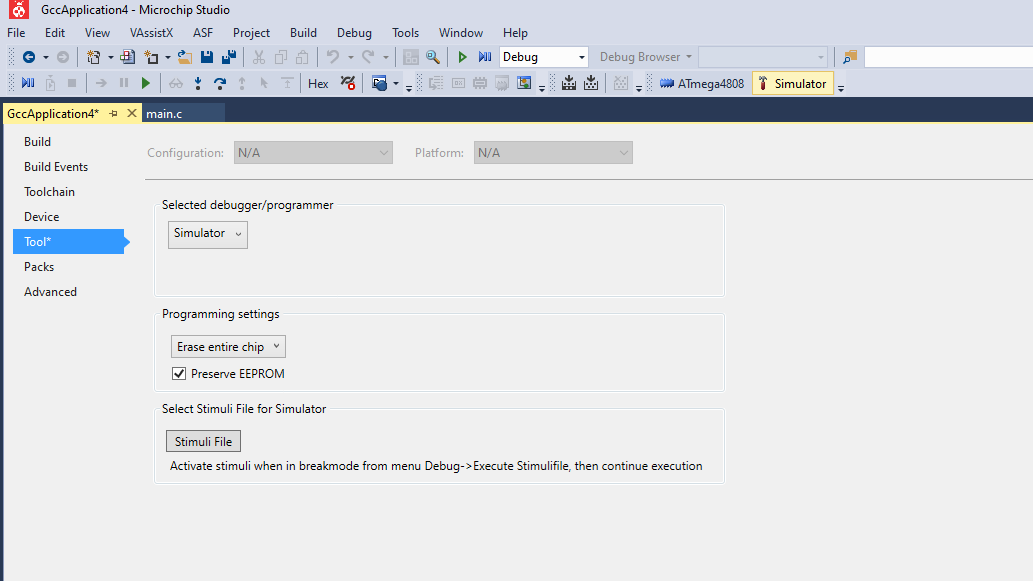 GccApplication4 - Microchip Studio
File Edit View VAssistX ASF Project Build Debug Tools Window Help
Debug Debug Browser
Hex ATmega4808 Simulator
GccApplication4* main.c
Build
Build Events
Toolchain
Device
Tool*
Packs
Advanced
Configuration: N/A Platform: N/A
Selected debugger/programmer
Simulator
Programming settings
Erase entire chip
Preserve EEPROM
Select Stimuli File for Simulator
Stimuli File
Activate stimuli when in breakmode from menu Debug->Execute Stimulifile, then continue execution